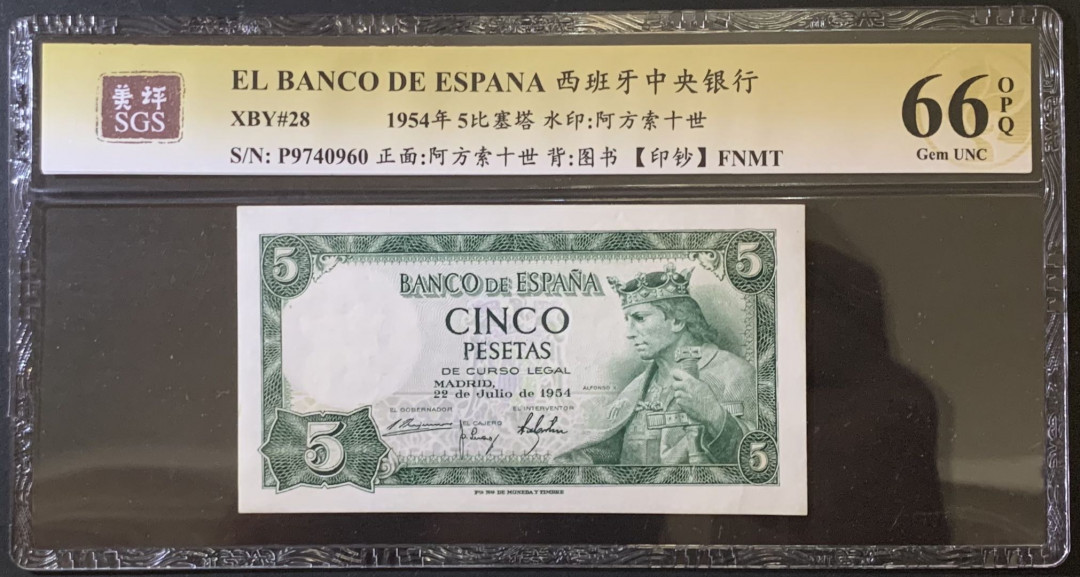 美评
SGS
EL BANCO DE ESPANA 西班牙中央银行
XBY#28 1954年 5比塞塔 水印:阿方索十世
S/N: P9740960 正面:阿方索十世 背:图书 【印钞】FNMT
66 OPQ
Gem UNC
5 5
BANCO DE ESPAÑA
CINCO
PESETAS
DE CURSO LEGAL
MADRID,
22 de Julio de 1954
ALFONSO X
EL GOBERNADOR EL CAJERO EL INTERVENTOR
5 5